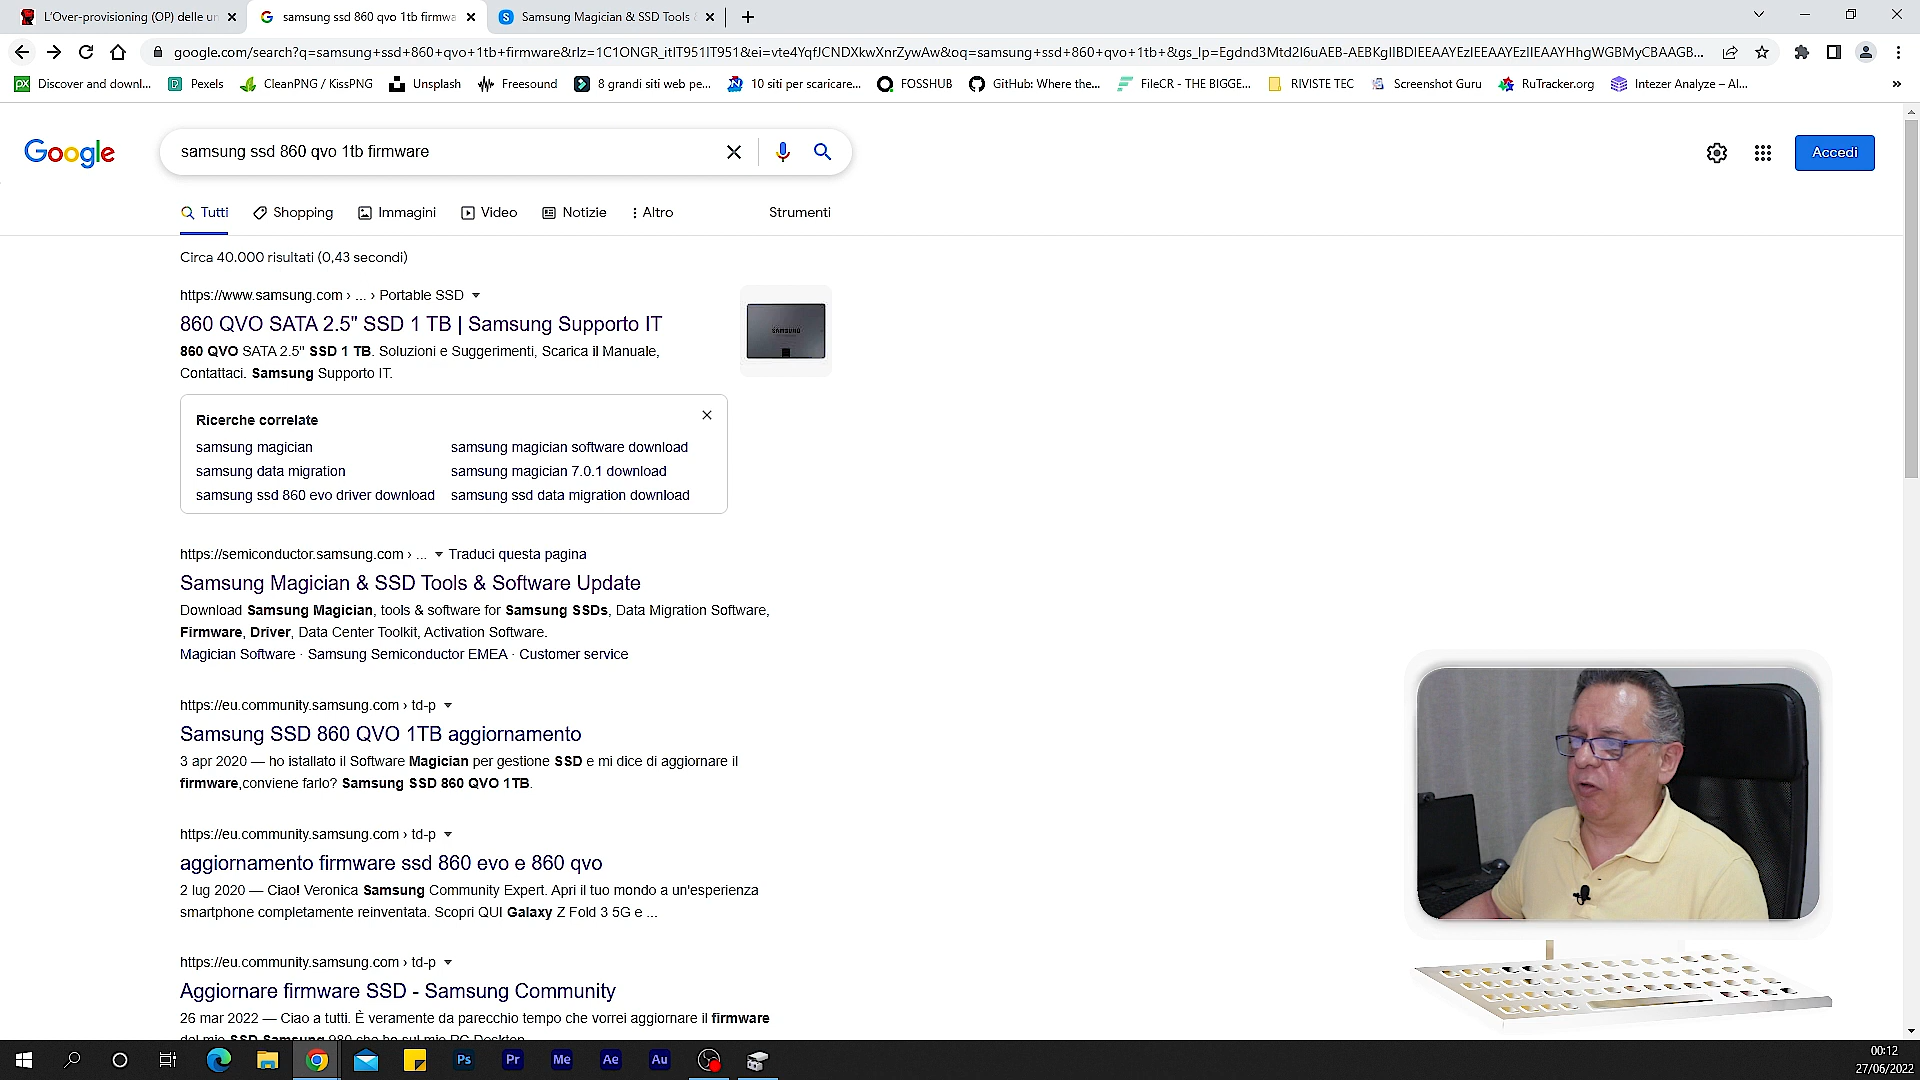 L'Over-provisioning (OP) delle un
samsung ssd 860 qvo 1tb firmwa
Samsung Magician & SSD Tools
google.com/search?q=samsung+ssd+860+qvo+1tb+firmware&rlz=1C1ONGR_itIT951IT951&ei=vte4YqfJCNDXkwXnrZywAw&oq=samsung+ssd+860+qvo+1tb+&gs_lp=Egdnd3Mtd2l6uAEB-AEBKgIIBDIEEAAYEzIEEAAYEzIIEAAYHhgWGBMyCBAAGB...
Discover and downl...
Pexels
CleanPNG / KissPNG
Unsplash
Freesound
8 grandi siti web pe...
10 siti per scaricare...
FOSSHUB
GitHub: Where the...
FileCR - THE BIGGE...
RIVISTE TEC
Screenshot Guru
RuTracker.org
Intezer Analyze – Al...
Google
samsung ssd 860 qvo 1tb firmware
Accedi
Tutti
Shopping
Immagini
Video
Notizie
Altro
Strumenti
Circa 40.000 risultati (0,43 secondi)
https://www.samsung.com › ... › Portable SSD
860 QVO SATA 2.5" SSD 1 TB | Samsung Supporto IT
860 QVO SATA 2.5" SSD 1 TB. Soluzioni e Suggerimenti, Scarica il Manuale,
Contattaci. Samsung Supporto IT.
SAMSUNG
Ricerche correlate
samsung magician
samsung magician software download
samsung data migration
samsung magician 7.0.1 download
samsung ssd 860 evo driver download
samsung ssd data migration download
https://semiconductor.samsung.com › ... Traduci questa pagina
Samsung Magician & SSD Tools & Software Update
Download Samsung Magician, tools & software for Samsung SSDs, Data Migration Software,
Firmware, Driver, Data Center Toolkit, Activation Software.
Magician Software · Samsung Semiconductor EMEA · Customer service
https://eu.community.samsung.com › td-p
Samsung SSD 860 QVO 1TB aggiornamento
3 apr 2020 — ho istallato il Software Magician per gestione SSD e mi dice di aggiornare il
firmware,conviene farlo? Samsung SSD 860 QVO 1TB.
https://eu.community.samsung.com › td-p
aggiornamento firmware ssd 860 evo e 860 qvo
2 lug 2020 — Ciao! Veronica Samsung Community Expert. Apri il tuo mondo a un'esperienza
smartphone completamente reinventata. Scopri QUI Galaxy Z Fold 3 5G e ...
https://eu.community.samsung.com › td-p
Aggiornare firmware SSD - Samsung Community
26 mar 2022 — Ciao a tutti. È veramente da parecchio tempo che vorrei aggiornare il firmware
del mio SSD Samsung 980 che ho sul mio PC Desktop
Ps
Pr
Me
Ae
Au
00:12
27/06/2022